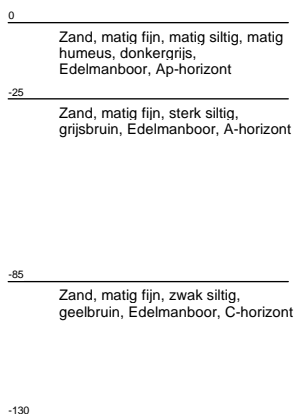 0
Zand, matig fijn, matig siltig, matig
humeus, donkergrijs,
Edelmanboor, Ap-horizont
-25
Zand, matig fijn, sterk siltig,
grijsbruin, Edelmanboor, A-horizont
-85
Zand, matig fijn, zwak siltig,
geelbruin, Edelmanboor, C-horizont
-130